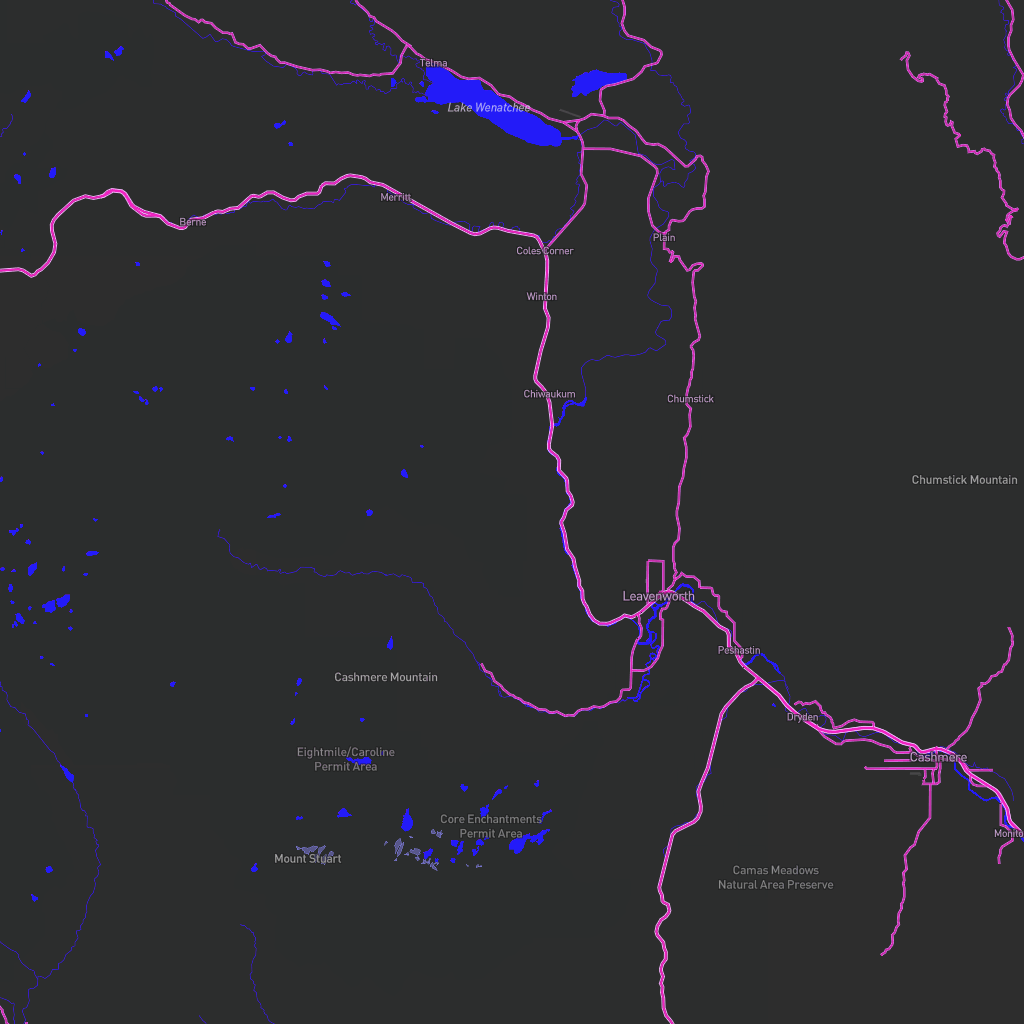 Telma
Lake Wenatchee
Merritt
Berne
Plain
Coles Corner
Winton
Chiwaukum
Chumstick
Chumstick Mountain
Leavenworth
Peshastin
Cashmere Mountain
Dryden
Eightmile/Caroline
Permit Area
Cashmere
Core Enchantments
Permit Area
Monito
Mount Stuart
Camas Meadows
Natural Area Preserve